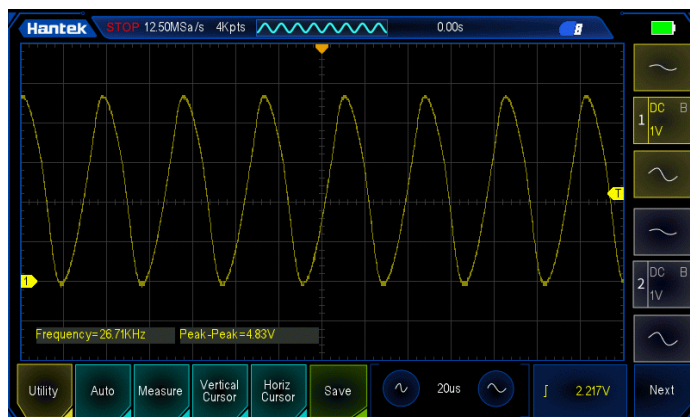 Hantek STOP 12.50MSa/s 4Kpts 0.00s
DC B
1
1V
T
1
DC B
2
1V
Frequency=26.71KHz Peak-Peak=4.83V
Utility Auto Measure Vertical Cursor Horiz Cursor Save 20us 2.217V Next